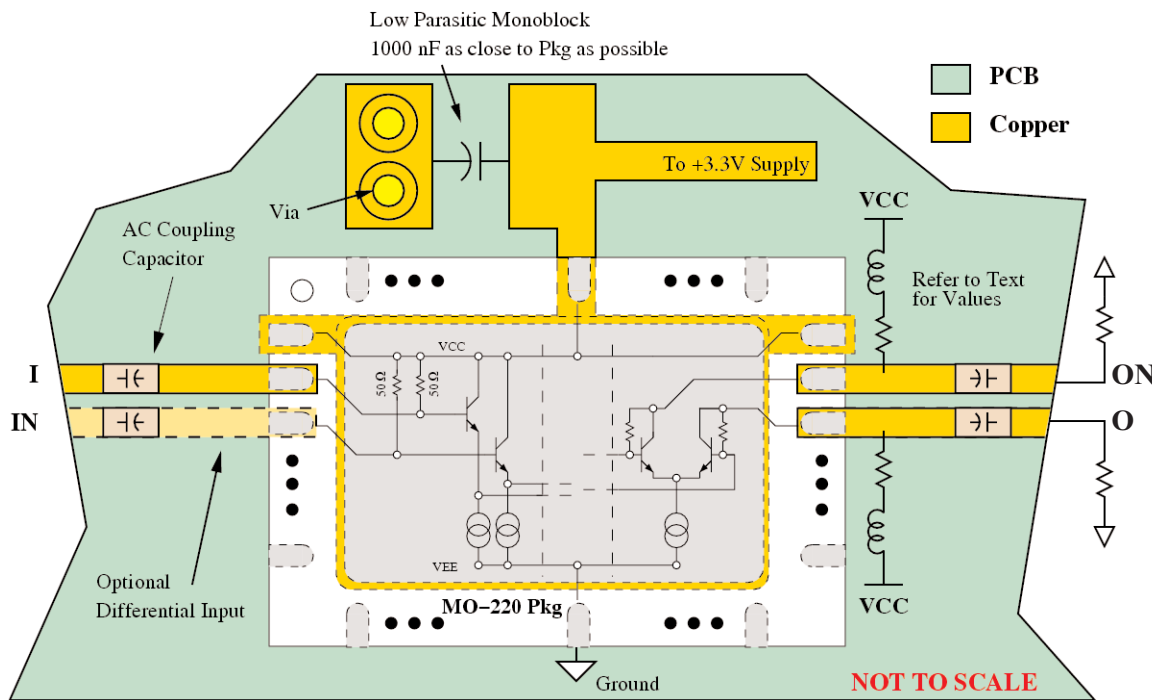 Low Parasitic Monoblock
1000 nF as close to Pkg as possible
PCB
Copper
To +3.3V Supply
Via
AC Coupling
Capacitor
VCC
Refer to Text
for Values
VCC
50Ω
50Ω
I
ON
IN
O
Optional
Differential Input
VEE
MO−220 Pkg
VCC
Ground
NOT TO SCALE